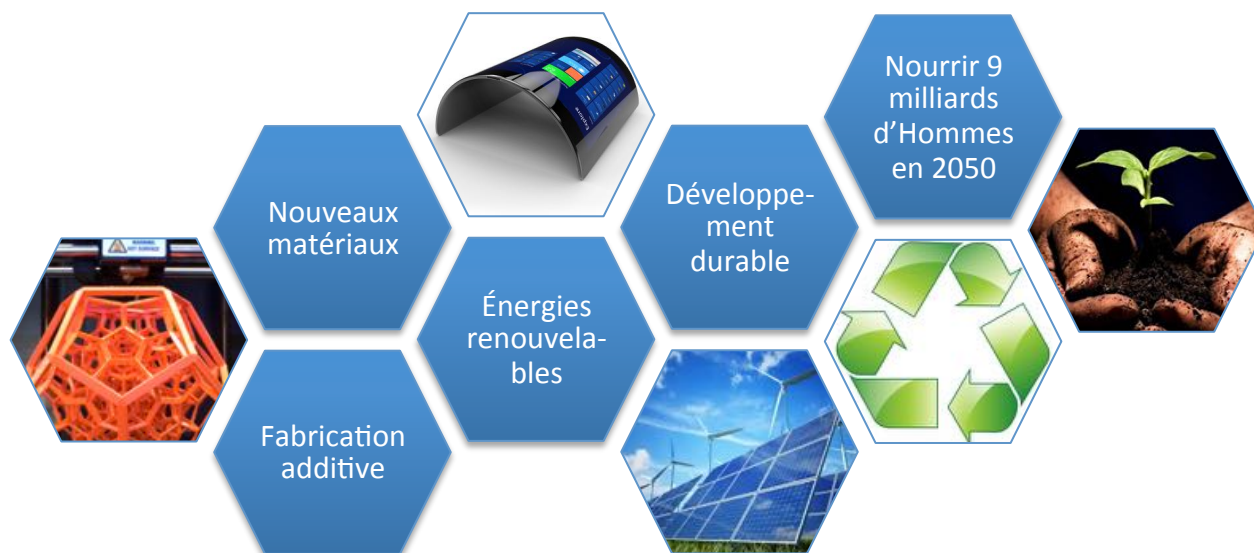 Nourrir 9
milliards
d'Hommes
en 2050
Développe-
ment
durable
Nouveaux
matériaux
Énergies
renouvela-
bles
Fabrication
additive